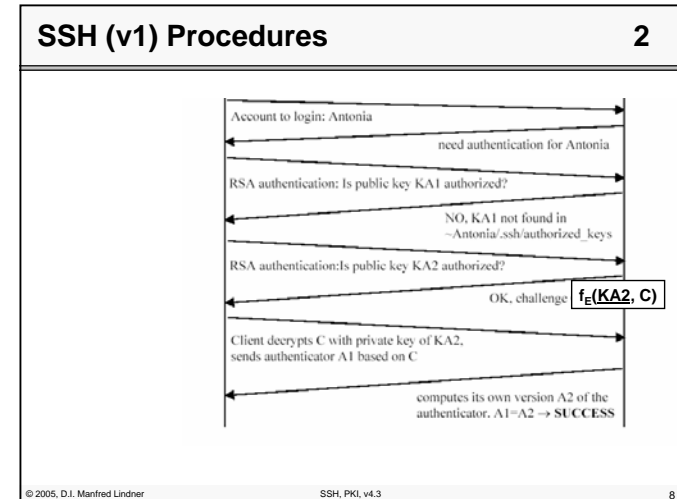 SSH (v1) Procedures 2
Account to login: Antonia
need authentication for Antonia
RSA authentication: Is public key KA1 authorized?
NO, KA1 not found in
~Antonia/.ssh/authorized_keys
RSA authentication:Is public key KA2 authorized?
OK, challenge fE(KA2, C)
Client decrypts C with private key of KA2,
sends authenticator A1 based on C
computes its own version A2 of the
authenticator. A1=A2 → SUCCESS
© 2005, D.I. Manfred Lindner SSH, PKI, v4.3 8